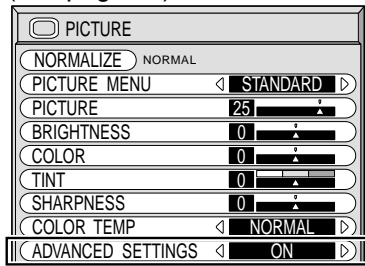 PICTURE
NORMALIZE NORMAL
PICTURE MENU STANDARD
PICTURE 25
BRIGHTNESS 0
COLOR 0
TINT 0
SHARPNESS 0
COLOR TEMP NORMAL
ADVANCED SETTINGS ON